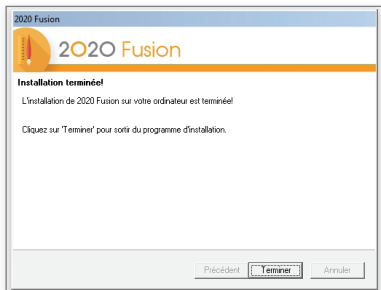 2020 Fusion
2020 Fusion
Installation terminée!
L'installation de 2020 Fusion sur votre ordinateur est terminée!
Cliquez sur 'Terminer' pour sortir du programme d'installation.
Précédent Terminer Annuler